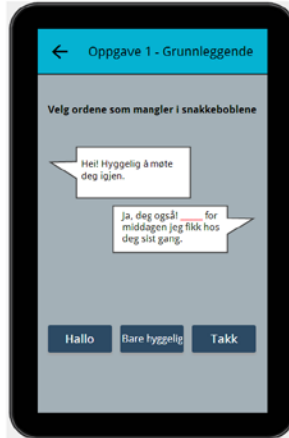 Oppgave 1 - Grunnleggende
Velg ordene som mangler i snakkeboblene
Hei! Hyggelig å møte
deg igjen.
Ja, deg også! ____ for
middagen jeg fikk hos
deg sist gang.
Hallo
Bare hyggelig
Takk